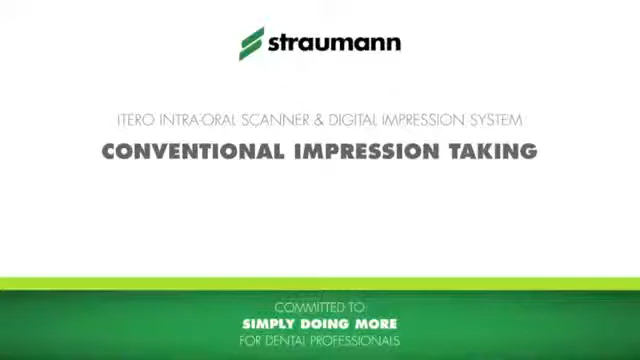 straumann
ITERO INTRA-ORAL SCANNER & DIGITAL IMPRESSION SYSTEM
CONVENTIONAL IMPRESSION TAKING
COMMITTED TO
SIMPLY DOING MORE
FOR DENTAL PROFESSIONALS